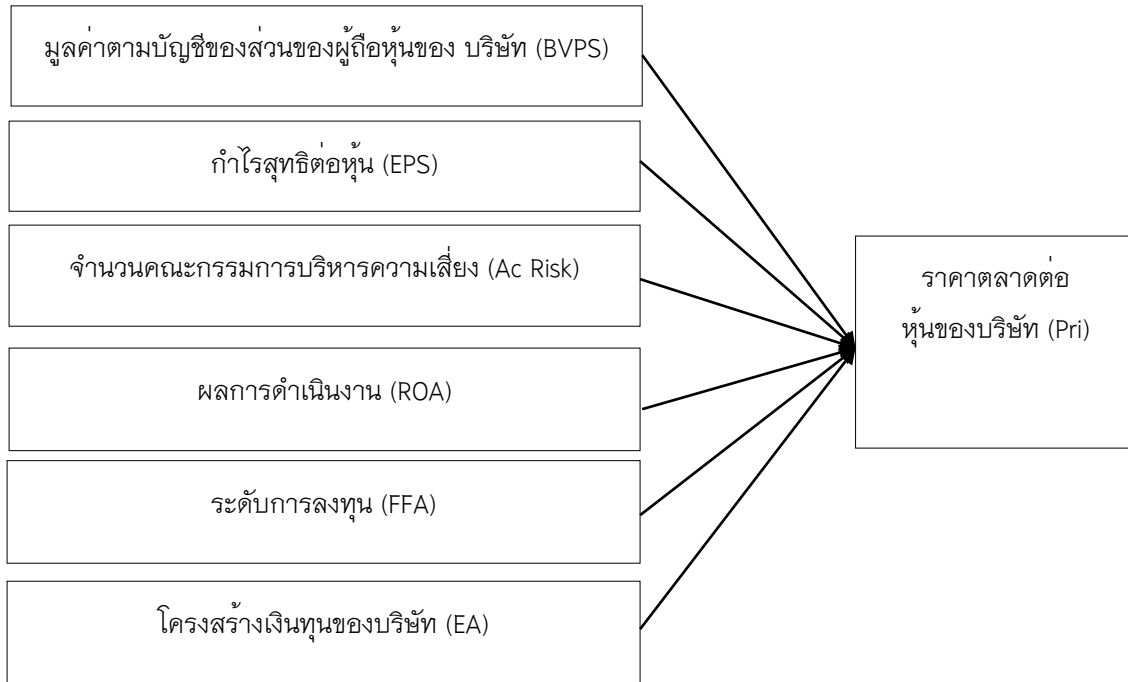 มูลค่าตามบัญชีของส่วนของผู้ถือหุ้นของ บริษัท (BVPS)
กำไรสุทธิต่อหุ้น (EPS)
จำนวนคณะกรรมการบริหารความเสี่ยง (Ac Risk)
ผลการดำเนินงาน (ROA)
ระดับการลงทุน (FFA)
โครงสร้างเงินทุนของบริษัท (EA)
ราคาตลาดต่อ
หุ้นของบริษัท (Pri)